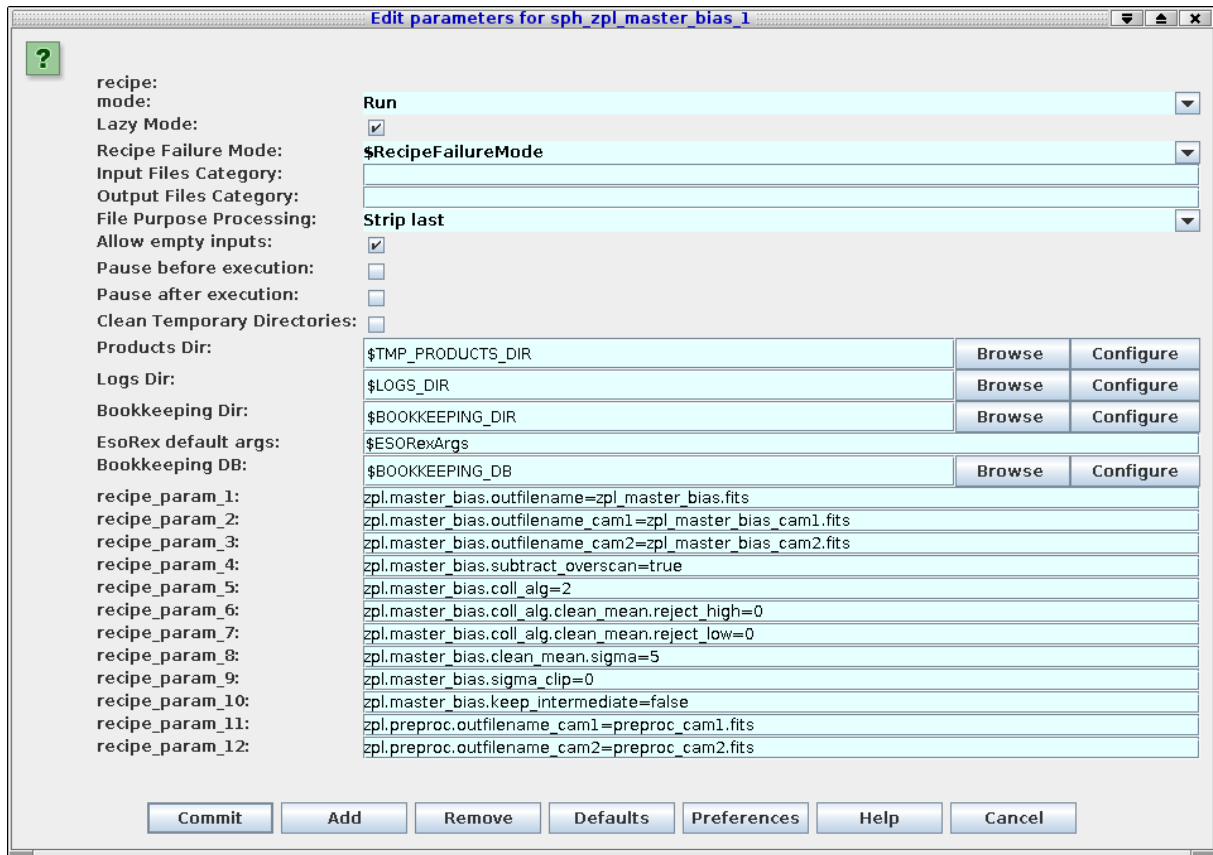 Edit parameters for sph_zpl_master_bias_1
?
recipe:
mode: Run
Lazy Mode:
Recipe Failure Mode: $RecipeFailureMode
Input Files Category:
Output Files Category:
File Purpose Processing: Strip last
Allow empty inputs:
Pause before execution:
Pause after execution:
Clean Temporary Directories:
Products Dir: $TMP_PRODUCTS_DIR Browse Configure
Logs Dir: $LOGS_DIR Browse Configure
Bookkeeping Dir: $BOOKKEEPING_DIR Browse Configure
EsoRex default args: $ESORexArgs
Bookkeeping DB: $BOOKKEEPING_DB Browse Configure
recipe_param_1: zpl.master_bias.outfilename=zpl_master_bias.fits
recipe_param_2: zpl.master_bias.outfilename_cam1=zpl_master_bias_cam1.fits
recipe_param_3: zpl.master_bias.outfilename_cam2=zpl_master_bias_cam2.fits
recipe_param_4: zpl.master_bias.subtract_overscan=true
recipe_param_5: zpl.master_bias.coll_alg=2
recipe_param_6: zpl.master_bias.coll_alg.clean_mean.reject_high=0
recipe_param_7: zpl.master_bias.coll_alg.clean_mean.reject_low=0
recipe_param_8: zpl.master_bias.clean_mean.sigma=5
recipe_param_9: zpl.master_bias.sigma_clip=0
recipe_param_10: zpl.master_bias.keep_intermediate=false
recipe_param_11: zpl.preproc.outfilename_cam1=preproc_cam1.fits
recipe_param_12: zpl.preproc.outfilename_cam2=preproc_cam2.fits
Commit Add Remove Defaults Preferences Help Cancel